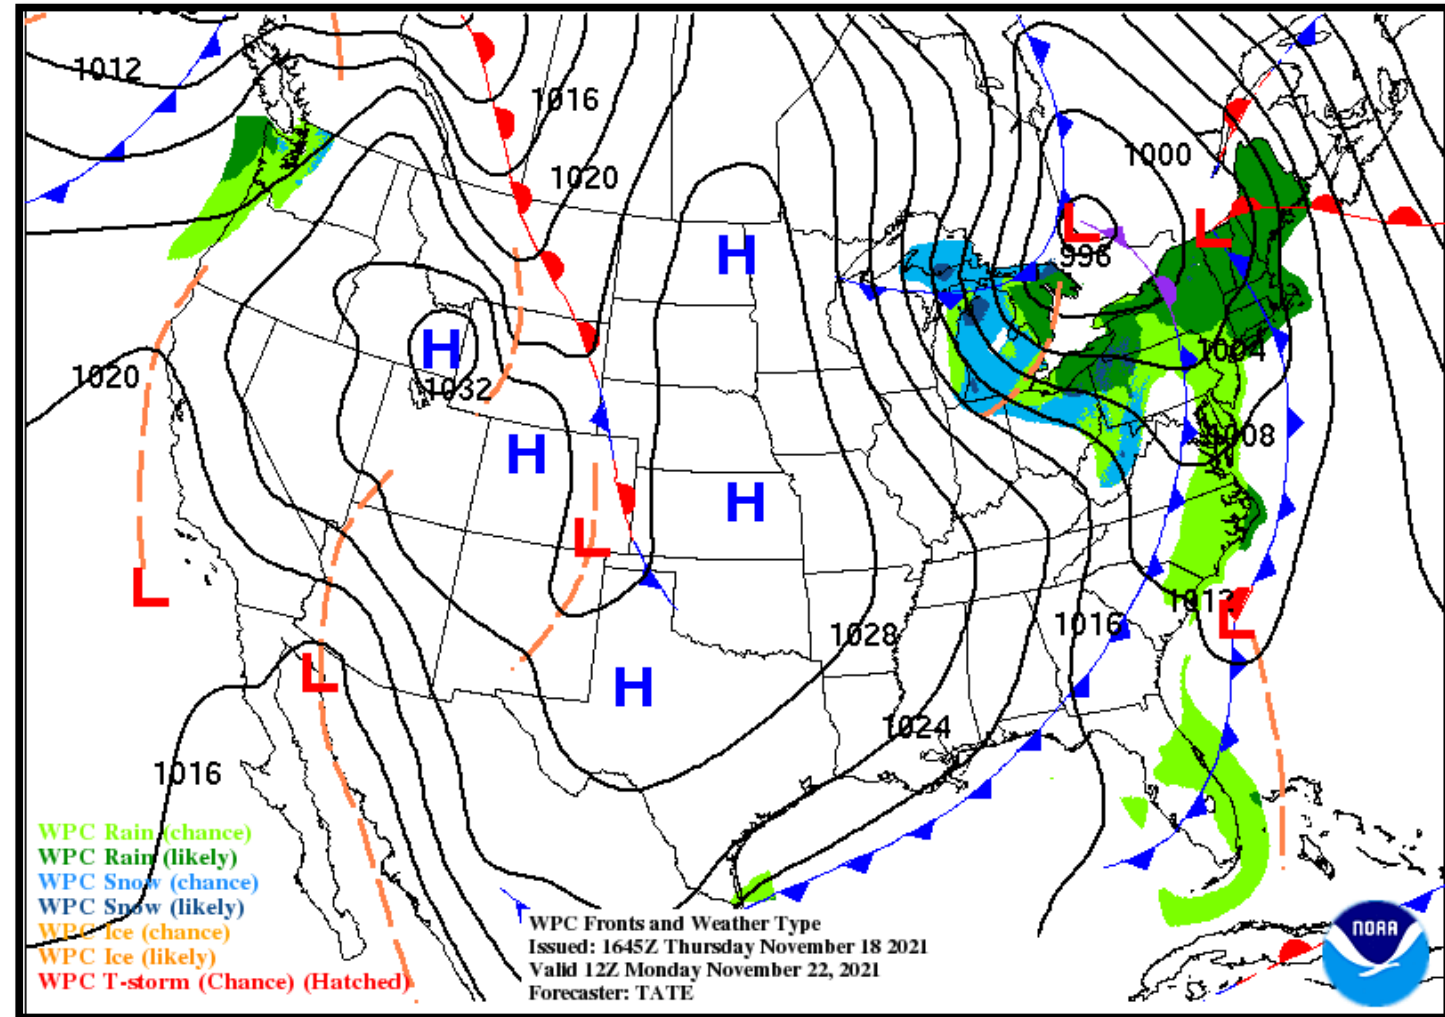 1012
1016
1000
1020
H
L
L
996
H
1032
1020
1004
H
1008
H
L
L
1012
L
1016
1028
L
H
1024
1016
WPC Rain (chance)
WPC Rain (likely)
WPC Snow (chance)
WPC Snow (likely)
WPC Ice (chance)
WPC Ice (likely)
WPC T-storm (Chance) (Hatched)
WPC Fronts and Weather Type
Issued: 1645Z Thursday November 18 2021
Valid 12Z Monday November 22, 2021
Forecaster: TATE
NOAA